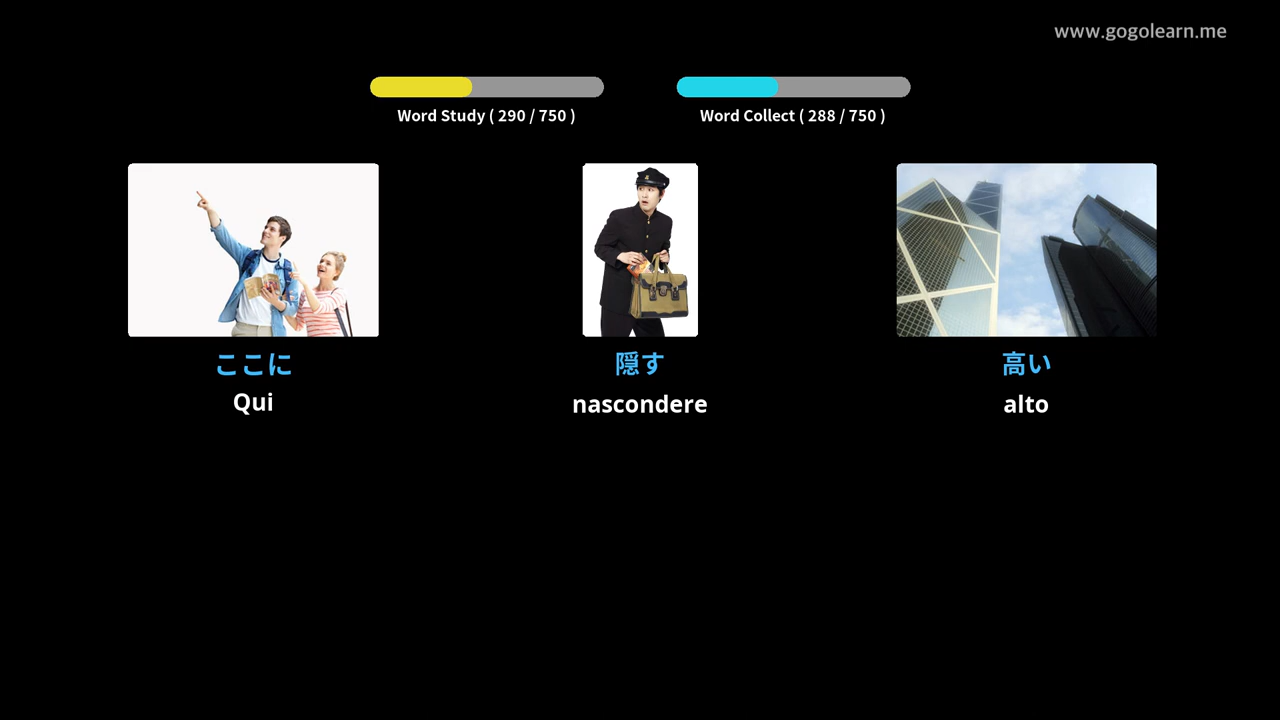 www.gogolearn.me
Word Study ( 290 / 750 )
Word Collect ( 288 / 750 )
ここに
Qui
隠す
nascondere
高い
alto